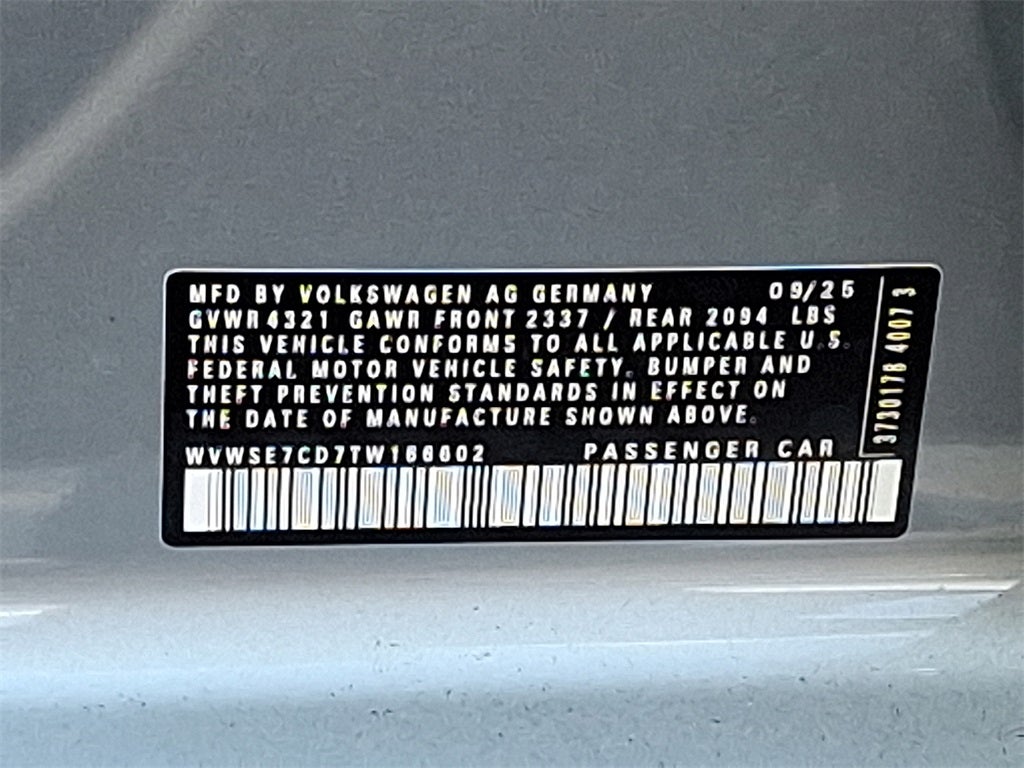 MFD BY VOLKSWAGEN AG GERMANY 09/25
GVWR 4321 GAWR FRONT 2337 / REAR 2094 LBS
THIS VEHICLE CONFORMS TO ALL APPLICABLE U.S.
FEDERAL MOTOR VEHICLE SAFETY, BUMPER AND
THEFT PREVENTION STANDARDS IN EFFECT ON
THE DATE OF MANUFACTURE SHOWN ABOVE.
WVWSE7CD7TW166602 PASSENGER CAR
3730178 4007 3